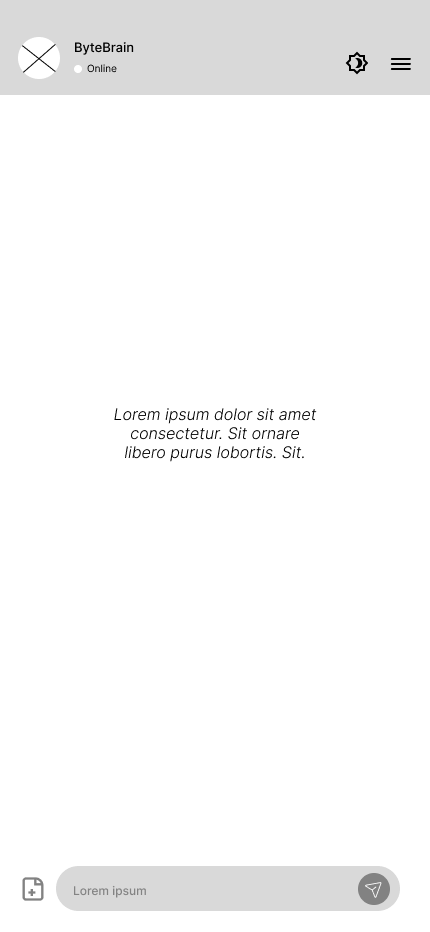 ByteBrain
Online
Lorem ipsum dolor sit amet
consectetur. Sit ornare
libero purus lobortis. Sit.
Lorem ipsum